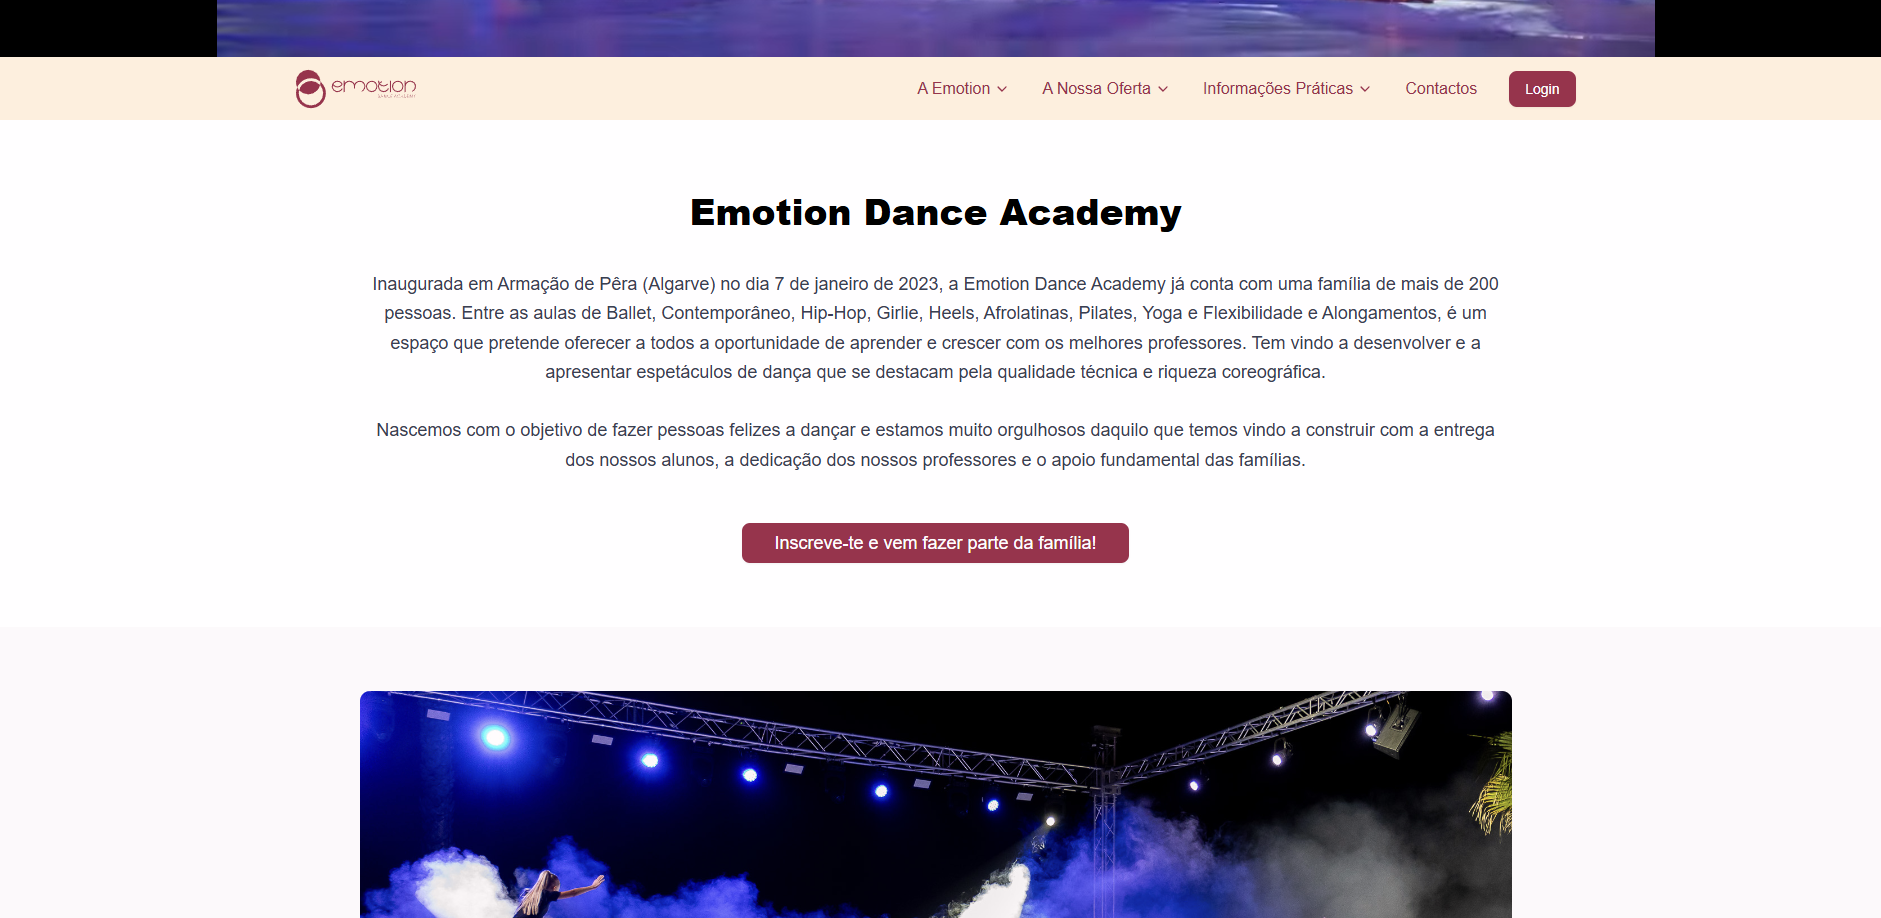 emotion
DANCE ACADEMY
A Emotion
A Nossa Oferta
Informações Práticas
Contactos
Login
Emotion Dance Academy
Inaugurada em Armação de Pêra (Algarve) no dia 7 de janeiro de 2023, a Emotion Dance Academy já conta com uma família de mais de 200
pessoas. Entre as aulas de Ballet, Contemporâneo, Hip-Hop, Girlie, Heels, Afrolatinas, Pilates, Yoga e Flexibilidade e Alongamentos, é um
espaço que pretende oferecer a todos a oportunidade de aprender e crescer com os melhores professores. Tem vindo a desenvolver e a
apresentar espetáculos de dança que se destacam pela qualidade técnica e riqueza coreográfica.
Nascemos com o objetivo de fazer pessoas felizes a dançar e estamos muito orgulhosos daquilo que temos vindo a construir com a entrega
dos nossos alunos, a dedicação dos nossos professores e o apoio fundamental das famílias.
Inscreve-te e vem fazer parte da família!